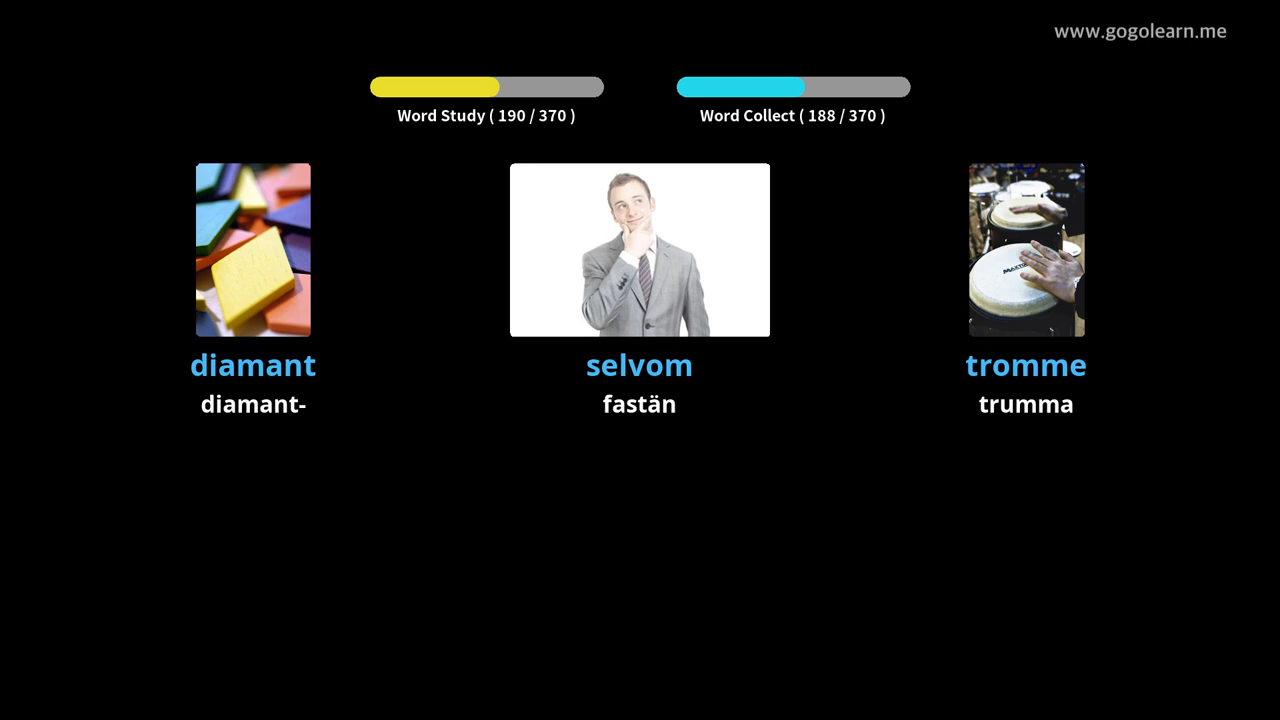 www.gogolearn.me
Word Study ( 190 / 370 )
Word Collect ( 188 / 370 )
diamant
selvom
tromme
diamant-
fastän
trumma